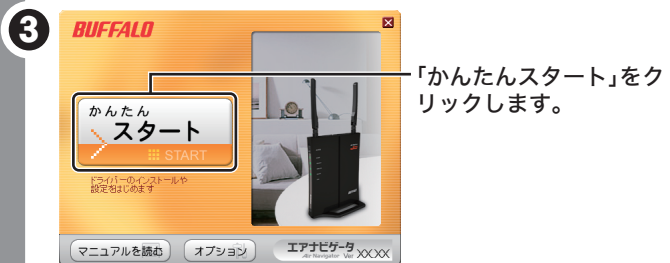 3
BUFFALO
かんたん
スタート
START
ドライバーのインストールや
設定をはじめます
マニュアルを読む
オプション
エアナビゲータ
Air Navigator Ver XX.XX
「かんたんスタート」をク
リックします。